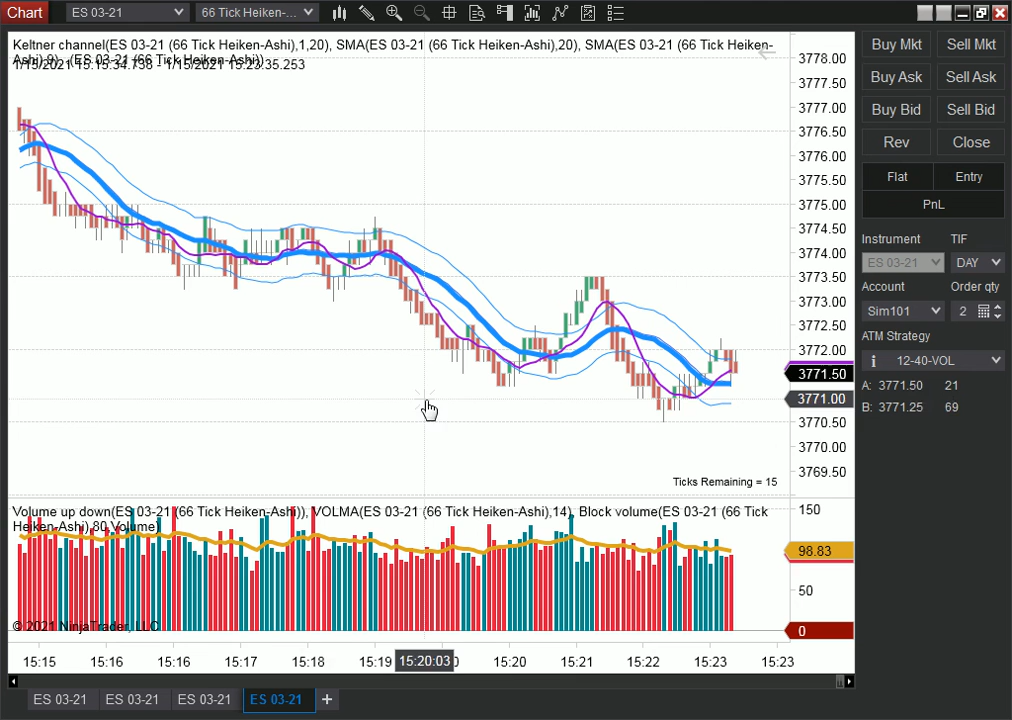 Chart ES 03-21 66 Tick Heiken-...
Keltner channel(ES 03-21 (66 Tick Heiken-Ashi),1,20), SMA(ES 03-21 (66 Tick Heiken-Ashi),20), SMA(ES 03-21 (66 Tick Heiken-
Ashi),9), (ES 03-21 (66 Tick Heiken-Ashi))
1/15/2021 15:15:34.738 - 1/15/2021 15:23:35.253
3778.00
3777.50
3777.00
3776.50
3776.00
3775.50
3775.00
3774.50
3774.00
3773.50
3773.00
3772.50
3772.00
3771.50
3771.00
3770.50
3770.00
3769.50
Ticks Remaining = 15
Volume up down(ES 03-21 (66 Tick Heiken-Ashi)), VOLMA(ES 03-21 (66 Tick Heiken-Ashi),14), Block volume(ES 03-21 (66 Tick
Heiken-Ashi),80,Volume)
150
98.83
50
0
© 2021 NinjaTrader, LLC
15:15 15:16 15:16 15:17 15:18 15:19 15:20:03 15:20 15:21 15:22 15:23 15:23
ES 03-21 ES 03-21 ES 03-21 ES 03-21 +
Buy Mkt Sell Mkt
Buy Ask Sell Ask
Buy Bid Sell Bid
Rev Close
Flat Entry
PnL
Instrument TIF
ES 03-21 DAY
Account Order qty
Sim101 2
ATM Strategy
12-40-VOL
A: 3771.50 21
B: 3771.25 69